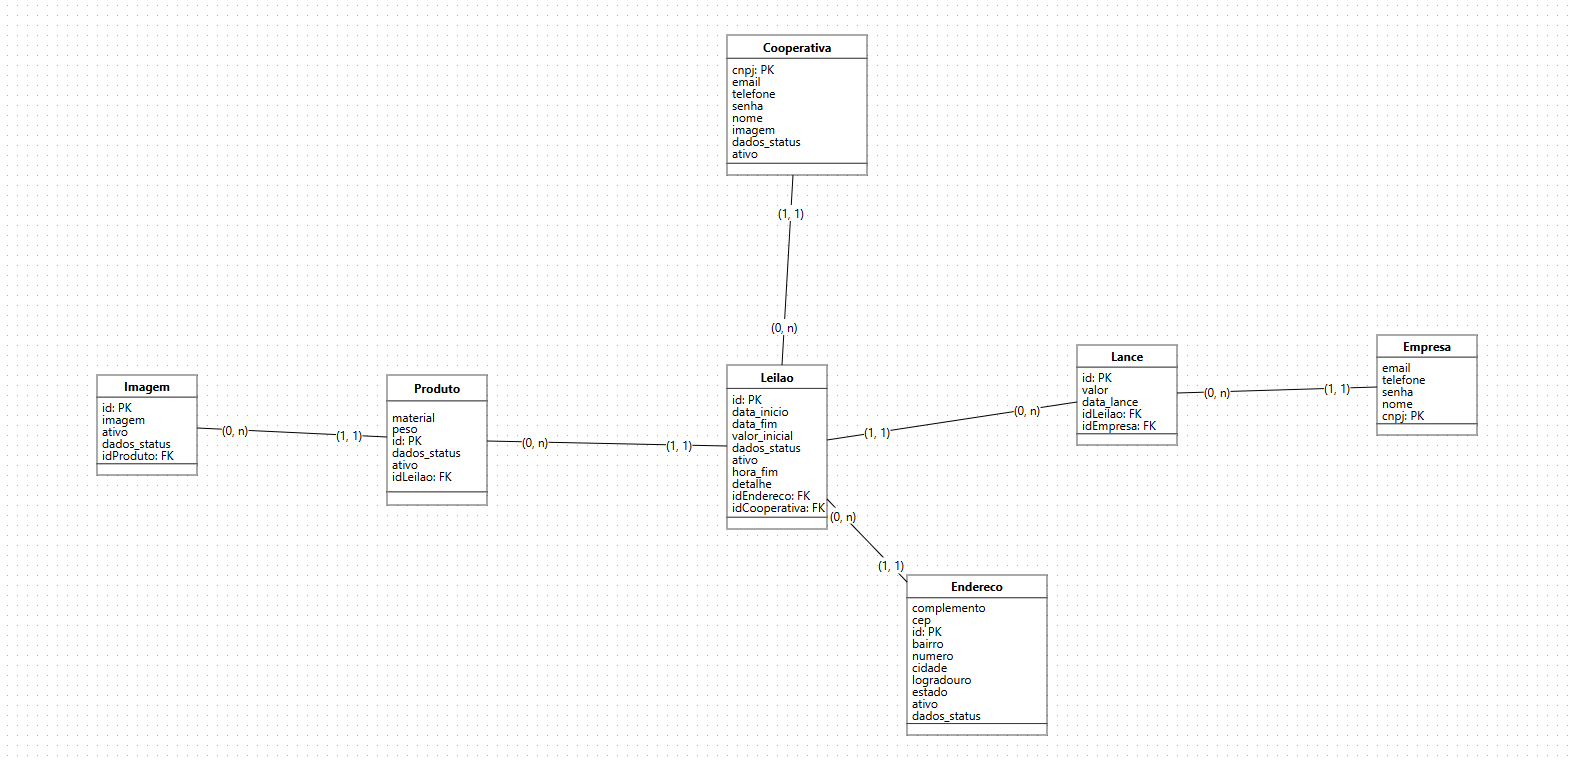 Cooperativa
cnpj: PK
email
telefone
senha
nome
imagem
dados_status
ativo
(1, 1)
(0, n)
Imagem
id: PK
imagem
ativo
dados_status
idProduto: FK
(0, n)
(1, 1)
Produto
material
peso
id: PK
dados_status
ativo
idLeilao: FK
(0, n)
(1, 1)
Leilao
id: PK
data_inicio
data_fim
valor_inicial
dados_status
ativo
hora_fim
detalhe
idEndereco: FK
idCooperativa: FK
(1, 1)
(0, n)
Lance
id: PK
valor
data_lance
idLeilao: FK
idEmpresa: FK
(0, n)
(1, 1)
Empresa
email
telefone
senha
nome
cnpj: PK
(0, n)
(1, 1)
Endereco
complemento
cep
id: PK
bairro
numero
cidade
logradouro
estado
ativo
dados_status